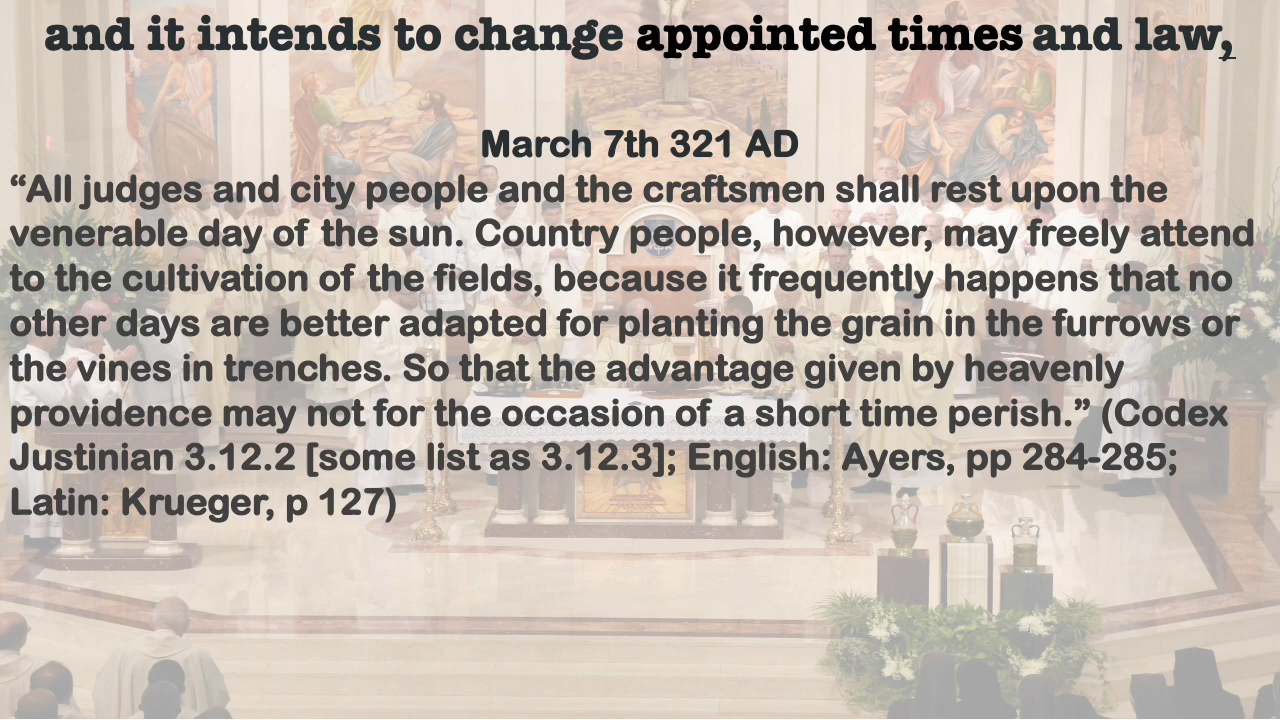 and it intends to change appointed times and law,
March 7th 321 AD
“All judges and city people and the craftsmen shall rest upon the
venerable day of the sun. Country people, however, may freely attend
to the cultivation of the fields, because it frequently happens that no
other days are better adapted for planting the grain in the furrows or
the vines in trenches. So that the advantage given by heavenly
providence may not for the occasion of a short time perish.” (Codex
Justinian 3.12.2 [some list as 3.12.3]; English: Ayers, pp 284-285;
Latin: Krueger, p 127)